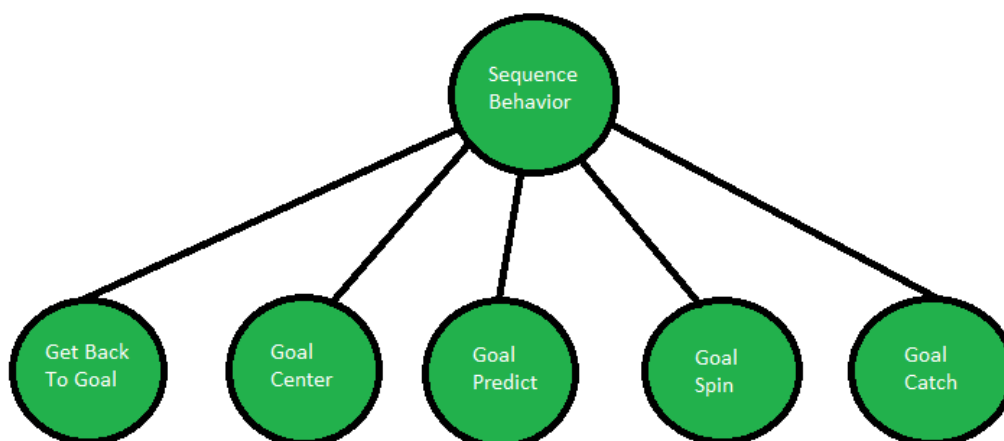 Sequence
Behavior
Get Back
To Goal
Goal
Center
Goal
Predict
Goal
Spin
Goal
Catch